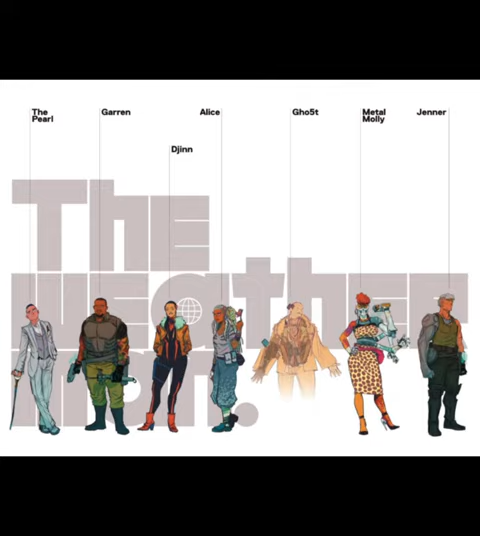 The
Pearl
Garren
Djinn
Alice
Gho5t
Metal
Molly
Jenner
The
weather
man.